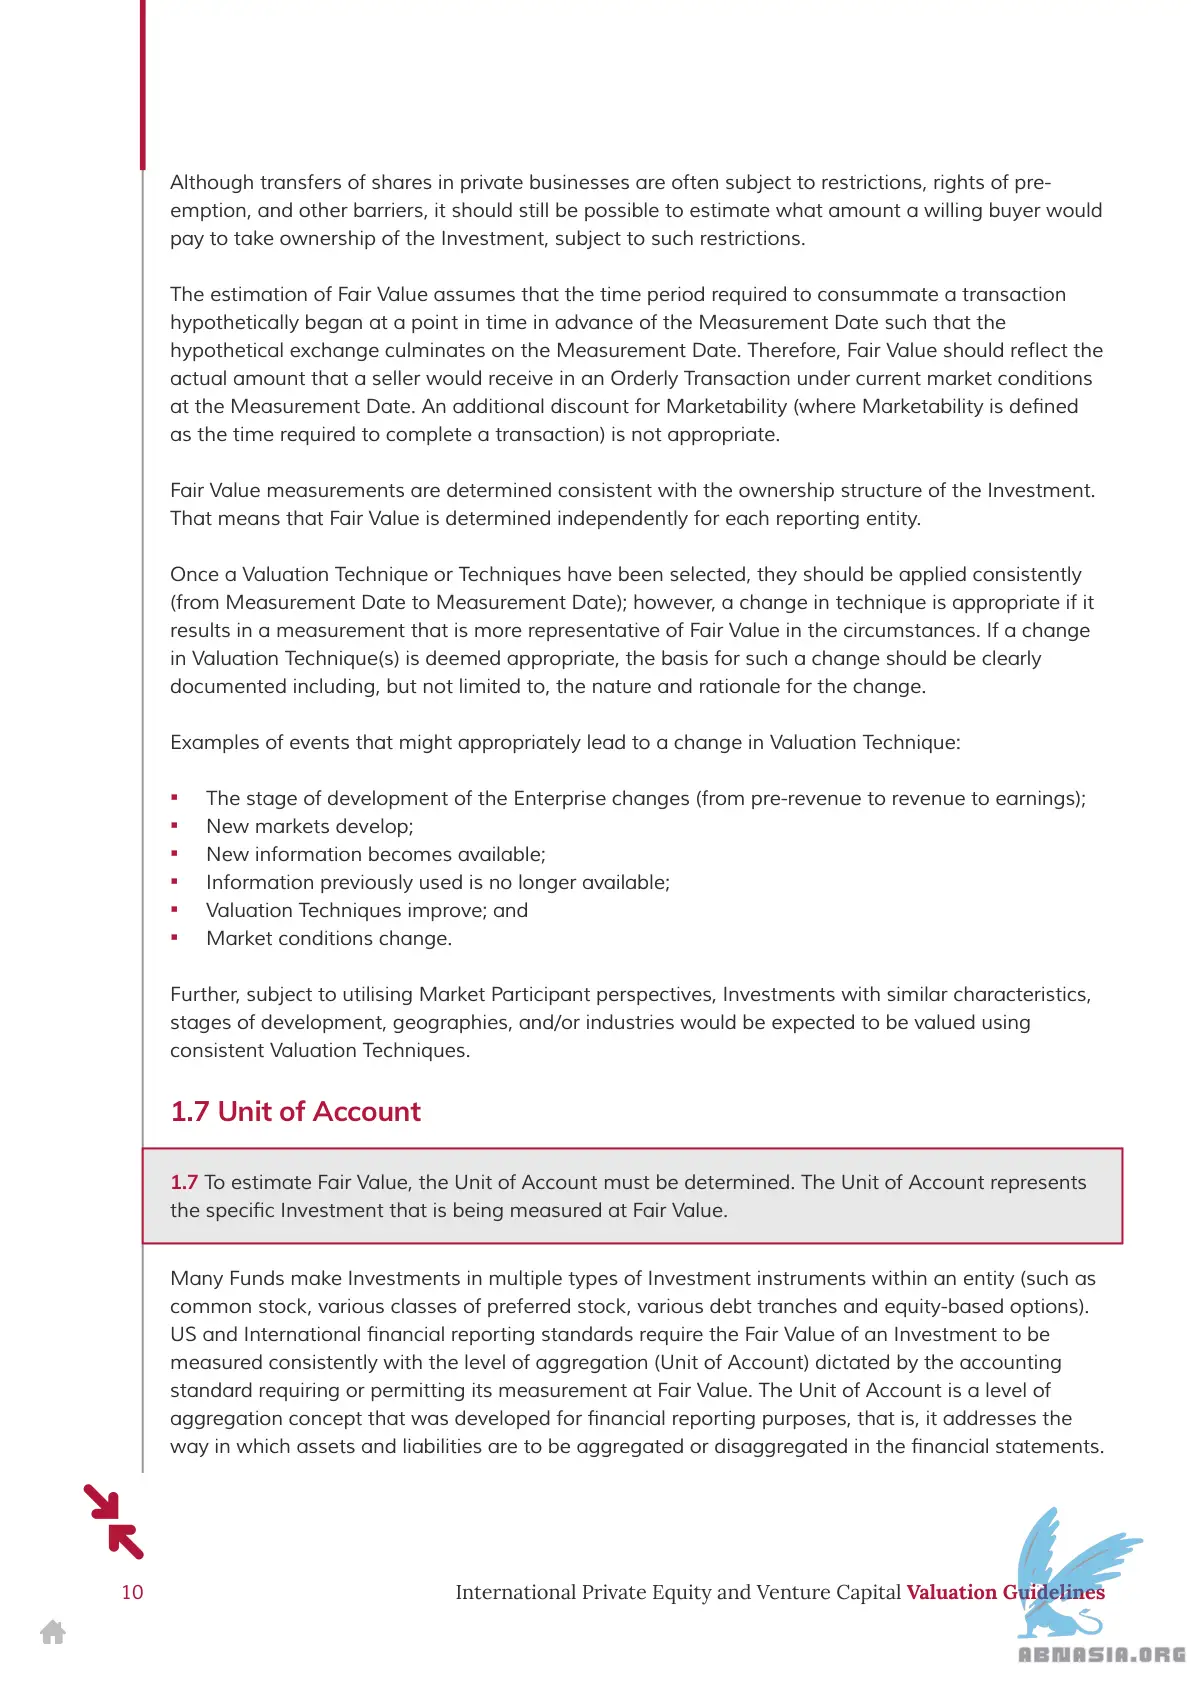 Although transfers of shares in private businesses are often subject to restrictions, rights of pre-
emption, and other barriers, it should still be possible to estimate what amount a willing buyer would
pay to take ownership of the Investment, subject to such restrictions.
The estimation of Fair Value assumes that the time period required to consummate a transaction
hypothetically began at a point in time in advance of the Measurement Date such that the
hypothetical exchange culminates on the Measurement Date. Therefore, Fair Value should reflect the
actual amount that a seller would receive in an Orderly Transaction under current market conditions
at the Measurement Date. An additional discount for Marketability (where Marketability is defined
as the time required to complete a transaction) is not appropriate.
Fair Value measurements are determined consistent with the ownership structure of the Investment.
That means that Fair Value is determined independently for each reporting entity.
Once a Valuation Technique or Techniques have been selected, they should be applied consistently
(from Measurement Date to Measurement Date); however, a change in technique is appropriate if it
results in a measurement that is more representative of Fair Value in the circumstances. If a change
in Valuation Technique(s) is deemed appropriate, the basis for such a change should be clearly
documented including, but not limited to, the nature and rationale for the change.
Examples of events that might appropriately lead to a change in Valuation Technique:
▪ The stage of development of the Enterprise changes (from pre-revenue to revenue to earnings);
▪ New markets develop;
▪ New information becomes available;
▪ Information previously used is no longer available;
▪ Valuation Techniques improve; and
▪ Market conditions change.
Further, subject to utilising Market Participant perspectives, Investments with similar characteristics,
stages of development, geographies, and/or industries would be expected to be valued using
consistent Valuation Techniques.
1.7 Unit of Account
1.7 To estimate Fair Value, the Unit of Account must be determined. The Unit of Account represents
the specific Investment that is being measured at Fair Value.
Many Funds make Investments in multiple types of Investment instruments within an entity (such as
common stock, various classes of preferred stock, various debt tranches and equity-based options).
US and International financial reporting standards require the Fair Value of an Investment to be
measured consistently with the level of aggregation (Unit of Account) dictated by the accounting
standard requiring or permitting its measurement at Fair Value. The Unit of Account is a level of
aggregation concept that was developed for financial reporting purposes, that is, it addresses the
way in which assets and liabilities are to be aggregated or disaggregated in the financial statements.
10
International Private Equity and Venture Capital Valuation Guidelines
ABNASIA.ORG